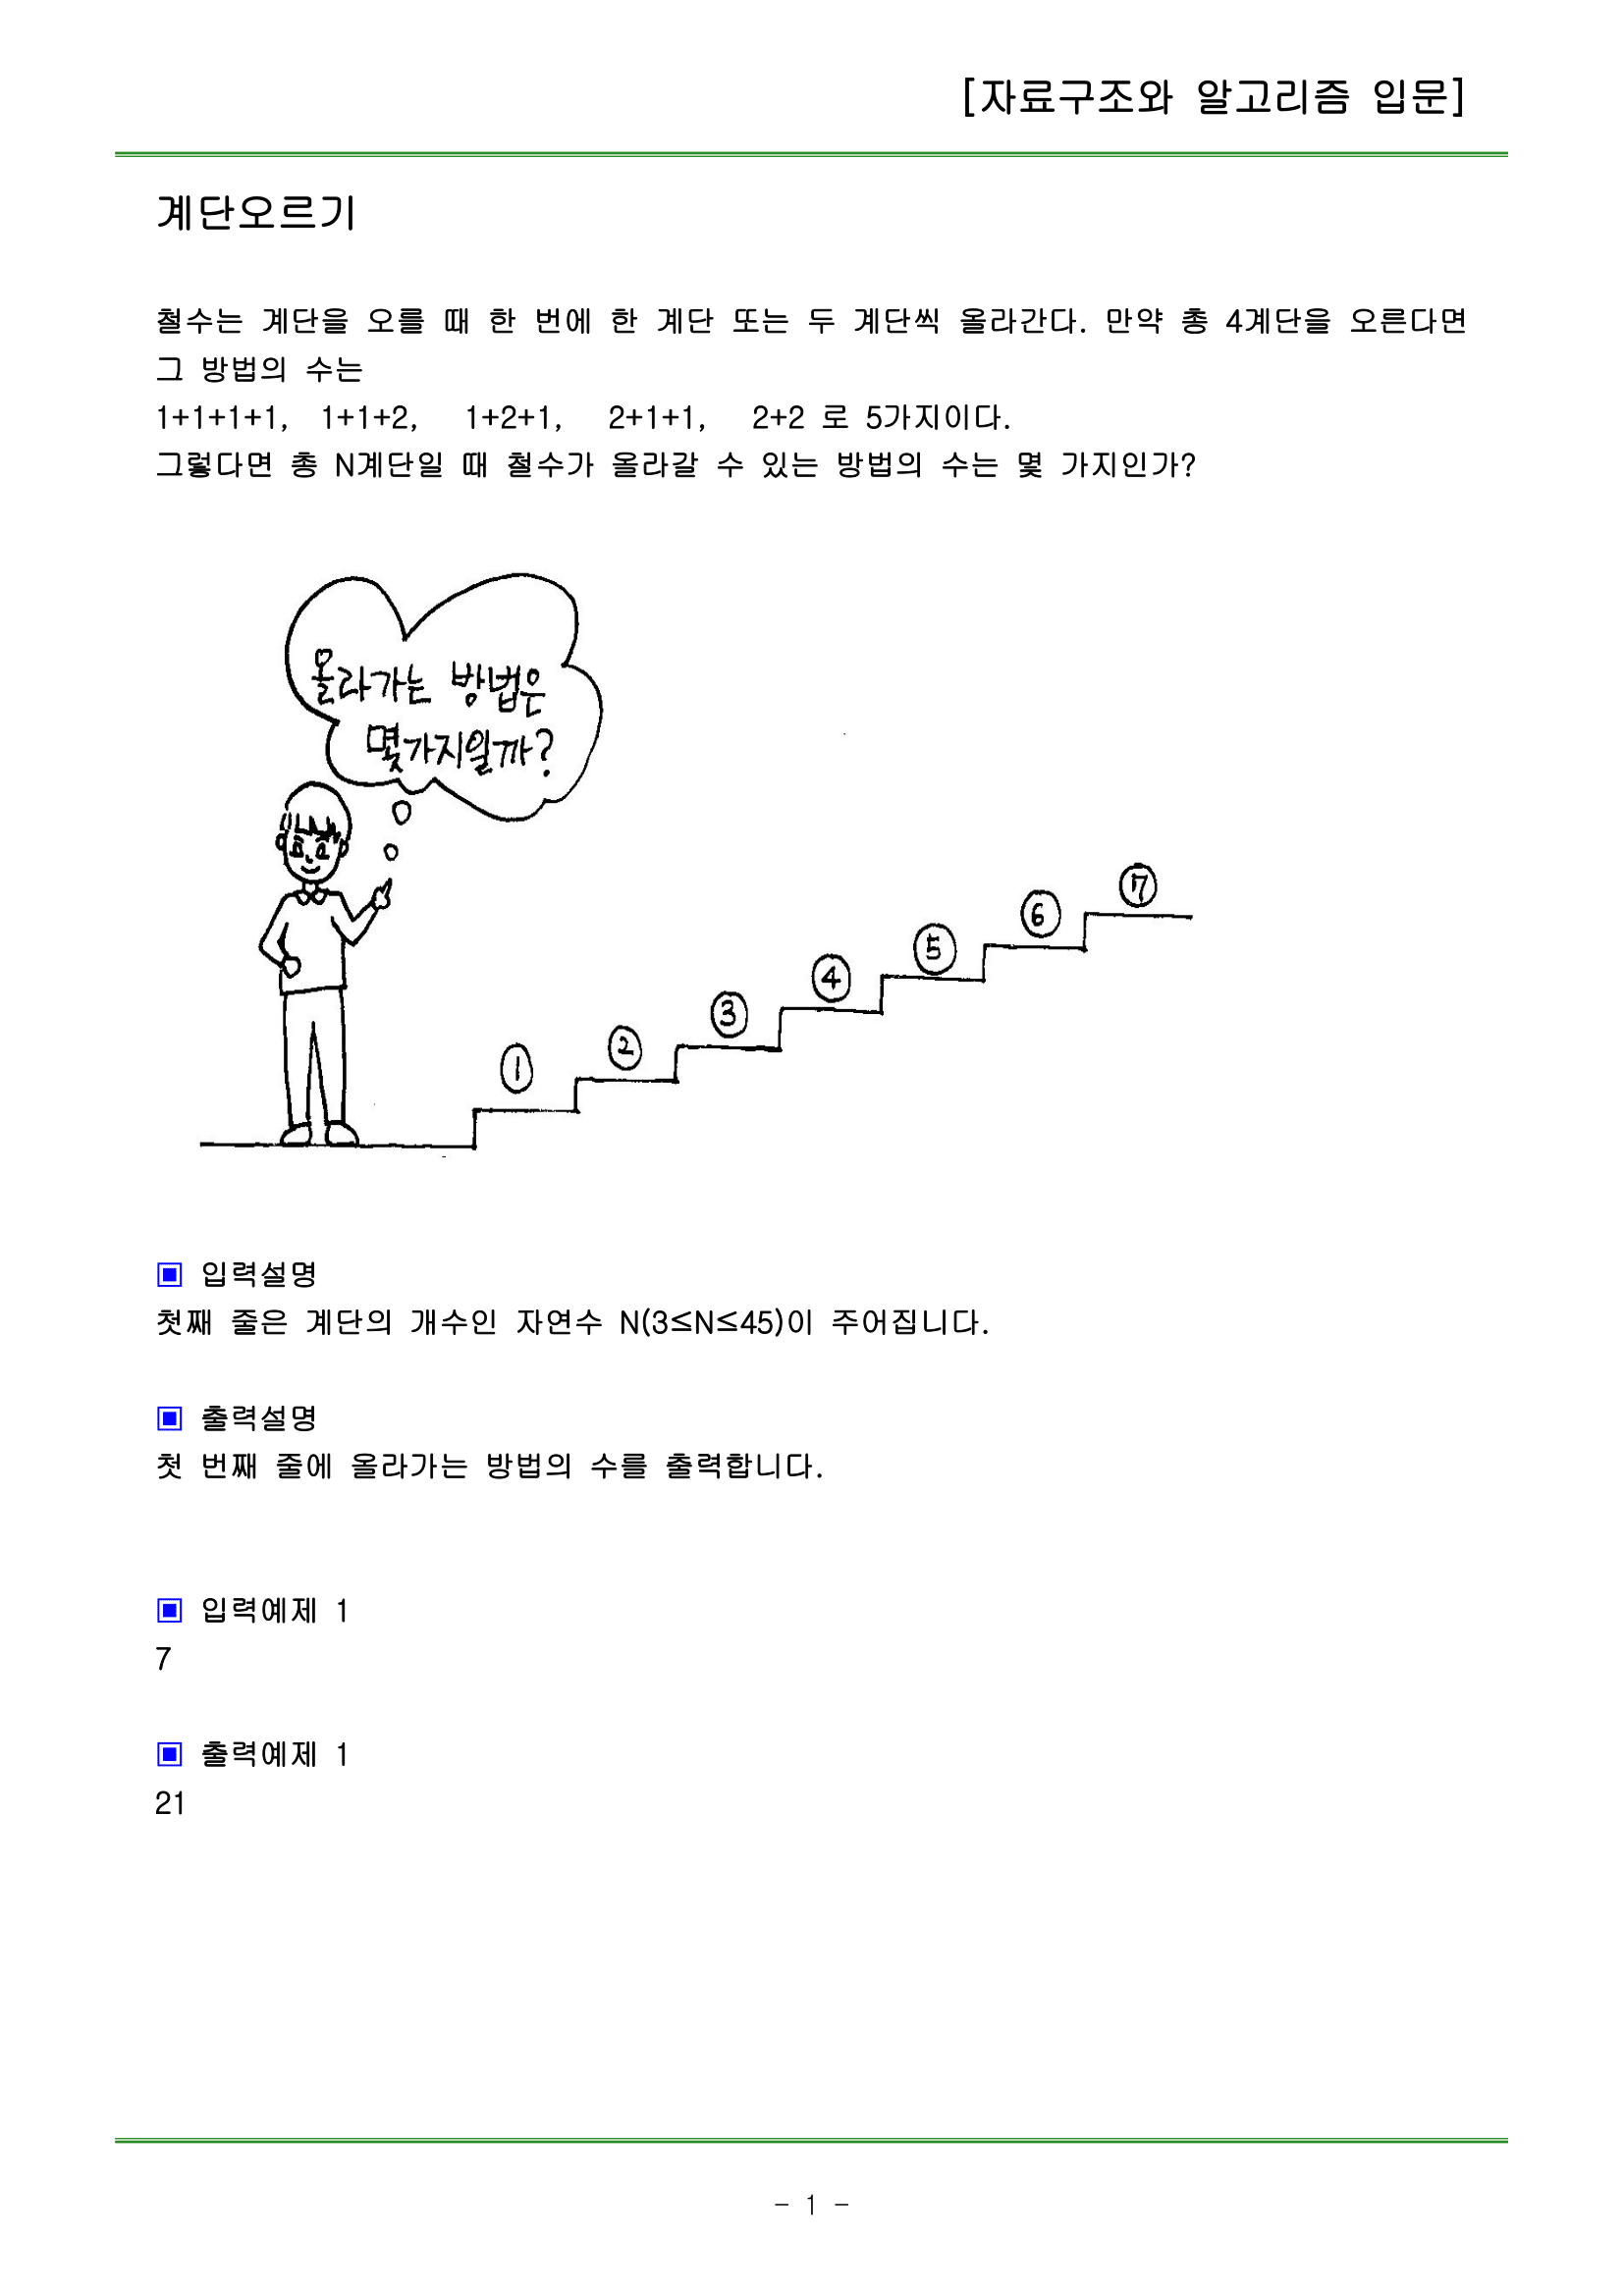 [자료구조와 알고리즘 입문]
계단오르기
철수는 계단을 오를 때 한 번에 한 계단 또는 두 계단씩 올라간다. 만약 총 4계단을 오른다면
그 방법의 수는
1+1+1+1, 1+1+2, 1+2+1, 2+1+1, 2+2 로 5가지이다.
그렇다면 총 N계단일 때 철수가 올라갈 수 있는 방법의 수는 몇 가지인가?
올라가는 방법은
몇가지일까?
①
②
③
④
⑤
⑥
⑦
▣ 입력설명
첫째 줄은 계단의 개수인 자연수 N(3≤N≤45)이 주어집니다.
▣ 출력설명
첫 번째 줄에 올라가는 방법의 수를 출력합니다.
▣ 입력예제 1
7
▣ 출력예제 1
21
- 1 -